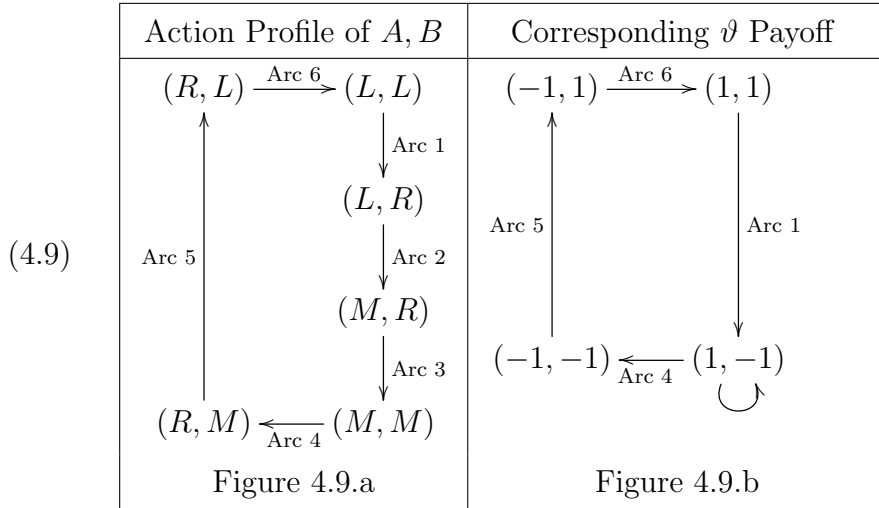 Action Profile of A, B Corresponding ϑ Payoff
(R, L) Arc 6 (L, L) (−1, 1) Arc 6 (1, 1)
Arc 1
(L, R)
(4.9) Arc 5 Arc 2 Arc 5 Arc 1
(M, R)
Arc 3 (−1, −1) Arc 4 (1, −1)
(R, M) Arc 4 (M, M)
Figure 4.9.a Figure 4.9.b